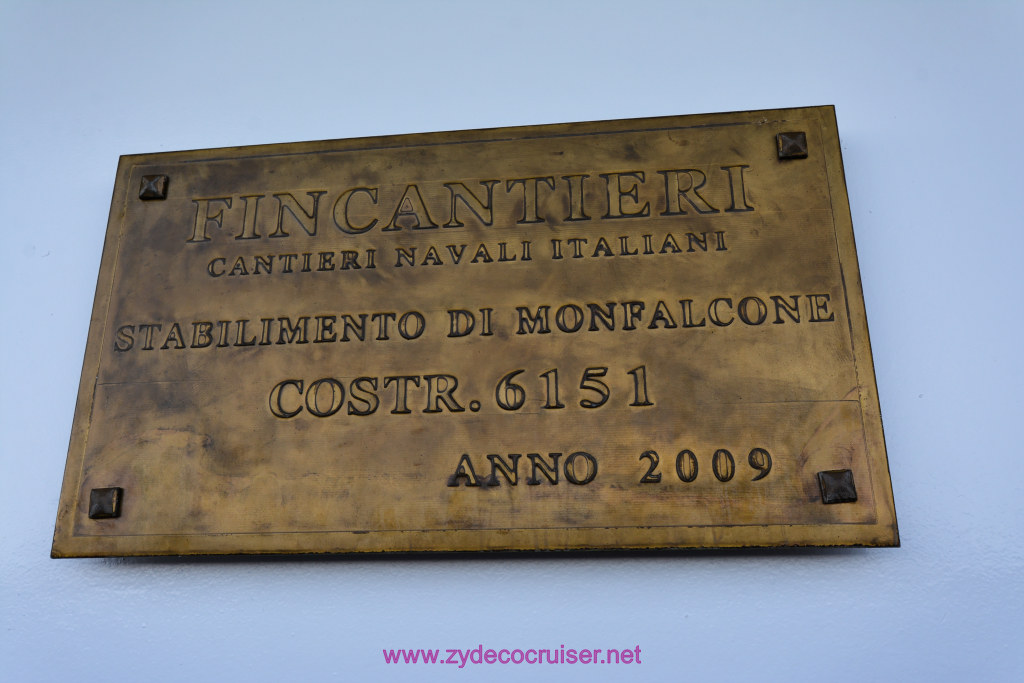 FINCANTIERI
CANTIERI NAVALI ITALIANI
STABILIMENTO DI MONFALCONE
COSTR. 6151
ANNO 2009
www.zydecocruiser.net